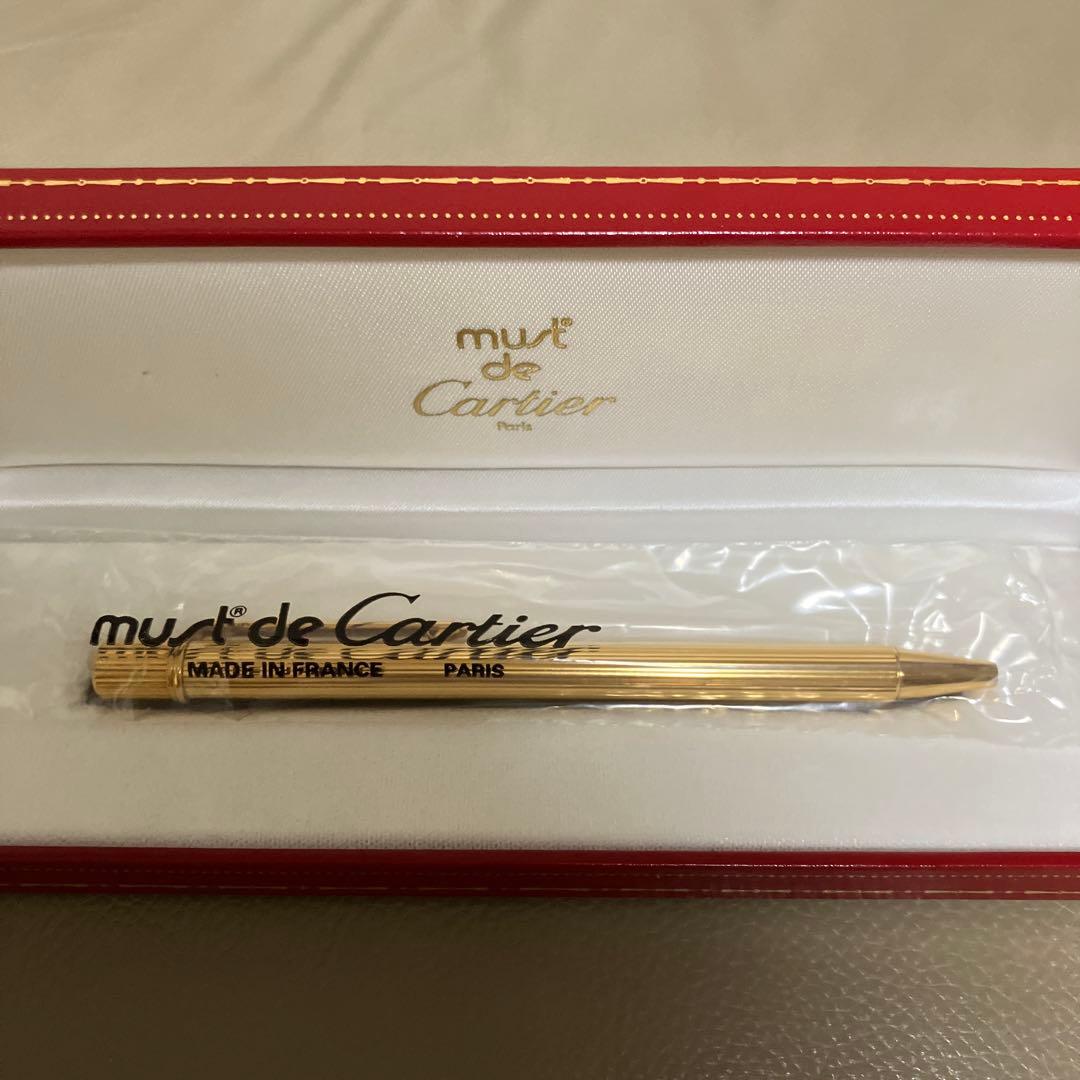 must®
de
Cartier
Paris
must® de Cartier
MADE IN FRANCE PARIS